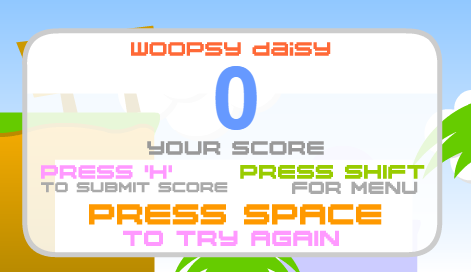 WOOPSY daisy
0
YOUR SCORE
PRESS 'H' PRESS SHIFT
TO SUBMIT SCORE FOR MENU
PRESS SPACE
TO TRY AGAIN